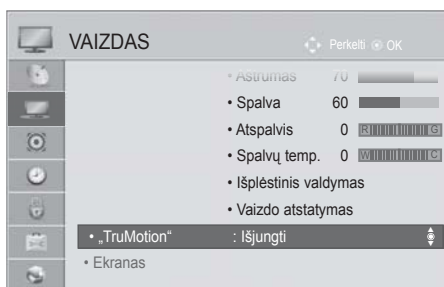 VAIZDAS Perkelti OK
• Aštrumas 70
• Spalva 60
• Atspalvis 0 R G
• Spalvų temp. 0 W C
• Išplėstinis valdymas
• Vaizdo atstatymas
• „TruMotion“ : Išjungti
• Ekranas